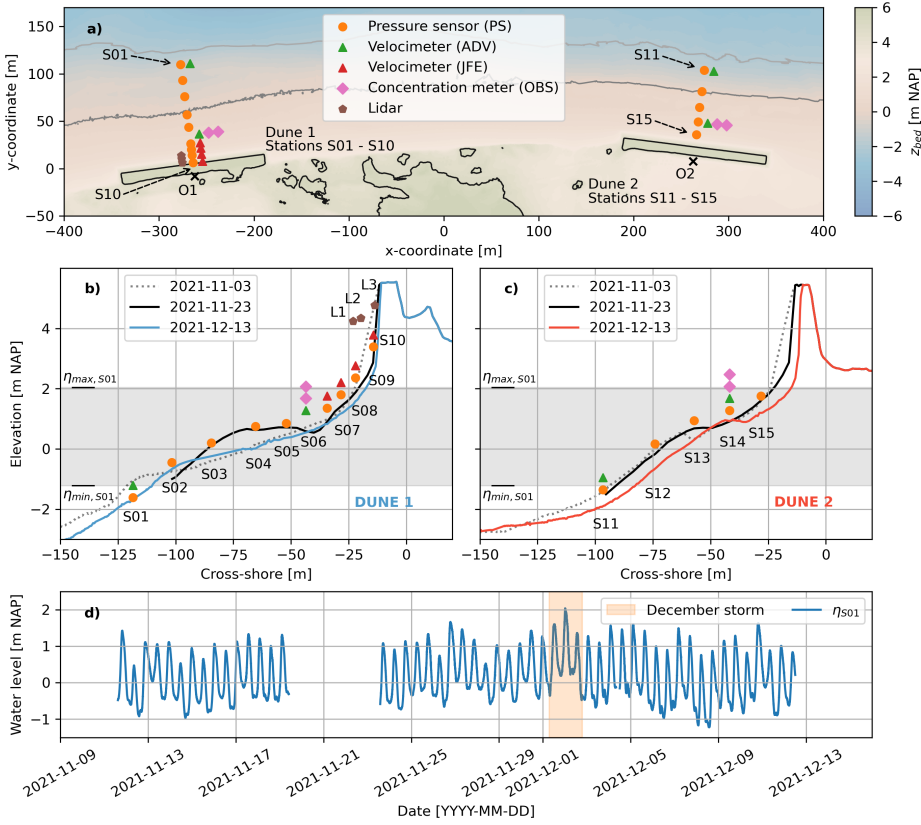 a)
150
100
50
0
−50
y-coordinate [m]
−400
−300
−200
−100
0
100
200
300
400
x-coordinate [m]
Pressure sensor (PS)
Velocimeter (ADV)
Velocimeter (JFE)
Concentration meter (OBS)
Lidar
S01
S10
O1
Dune 1
Stations S01 - S10
S11
S15
O2
Dune 2
Stations S11 - S15
6
4
2
0
−2
−4
−6
z_bed [m NAP]
b)
2021-11-03
2021-11-23
2021-12-13
L3
L2
L1
S10
S09
S08
S07
S06
S05
S04
S03
S02
S01
η_max, S01
η_min, S01
DUNE 1
4
2
0
−2
Elevation [m NAP]
−150
−125
−100
−75
−50
−25
0
Cross-shore [m]
c)
2021-11-03
2021-11-23
2021-12-13
η_max, S01
η_min, S01
S11
S12
S13
S14
S15
DUNE 2
−150
−125
−100
−75
−50
−25
0
Cross-shore [m]
d)
December storm
η_S01
2
1
0
−1
Water level [m NAP]
2021-11-09
2021-11-13
2021-11-17
2021-11-21
2021-11-25
2021-11-29
2021-12-01
2021-12-05
2021-12-09
2021-12-13
Date [YYYY-MM-DD]